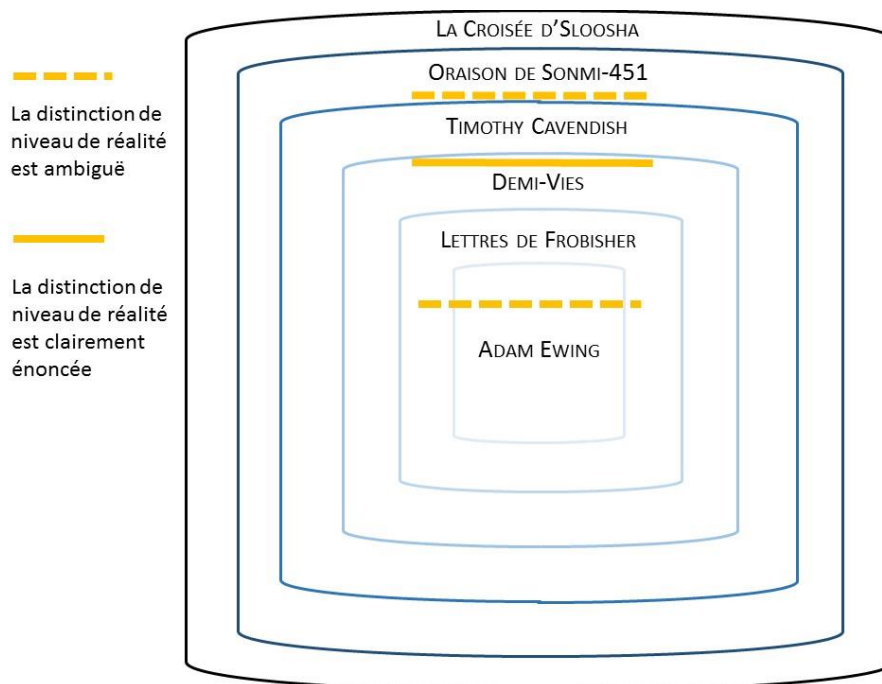 La distinction de
niveau de réalité
est ambiguë
La distinction de
niveau de réalité
est clairement
énoncée
La Croisée d'Sloosha
Oraison de Sonmi-451
Timothy Cavendish
Demi-Vies
Lettres de Frobisher
Adam Ewing